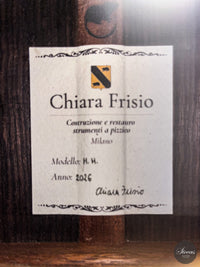 Chiara Frisio
Costruzione e restauro
strumenti a pizzico
Milano
Modello: H. H.
Anno: 2026
Chiara Frisio
Siccas